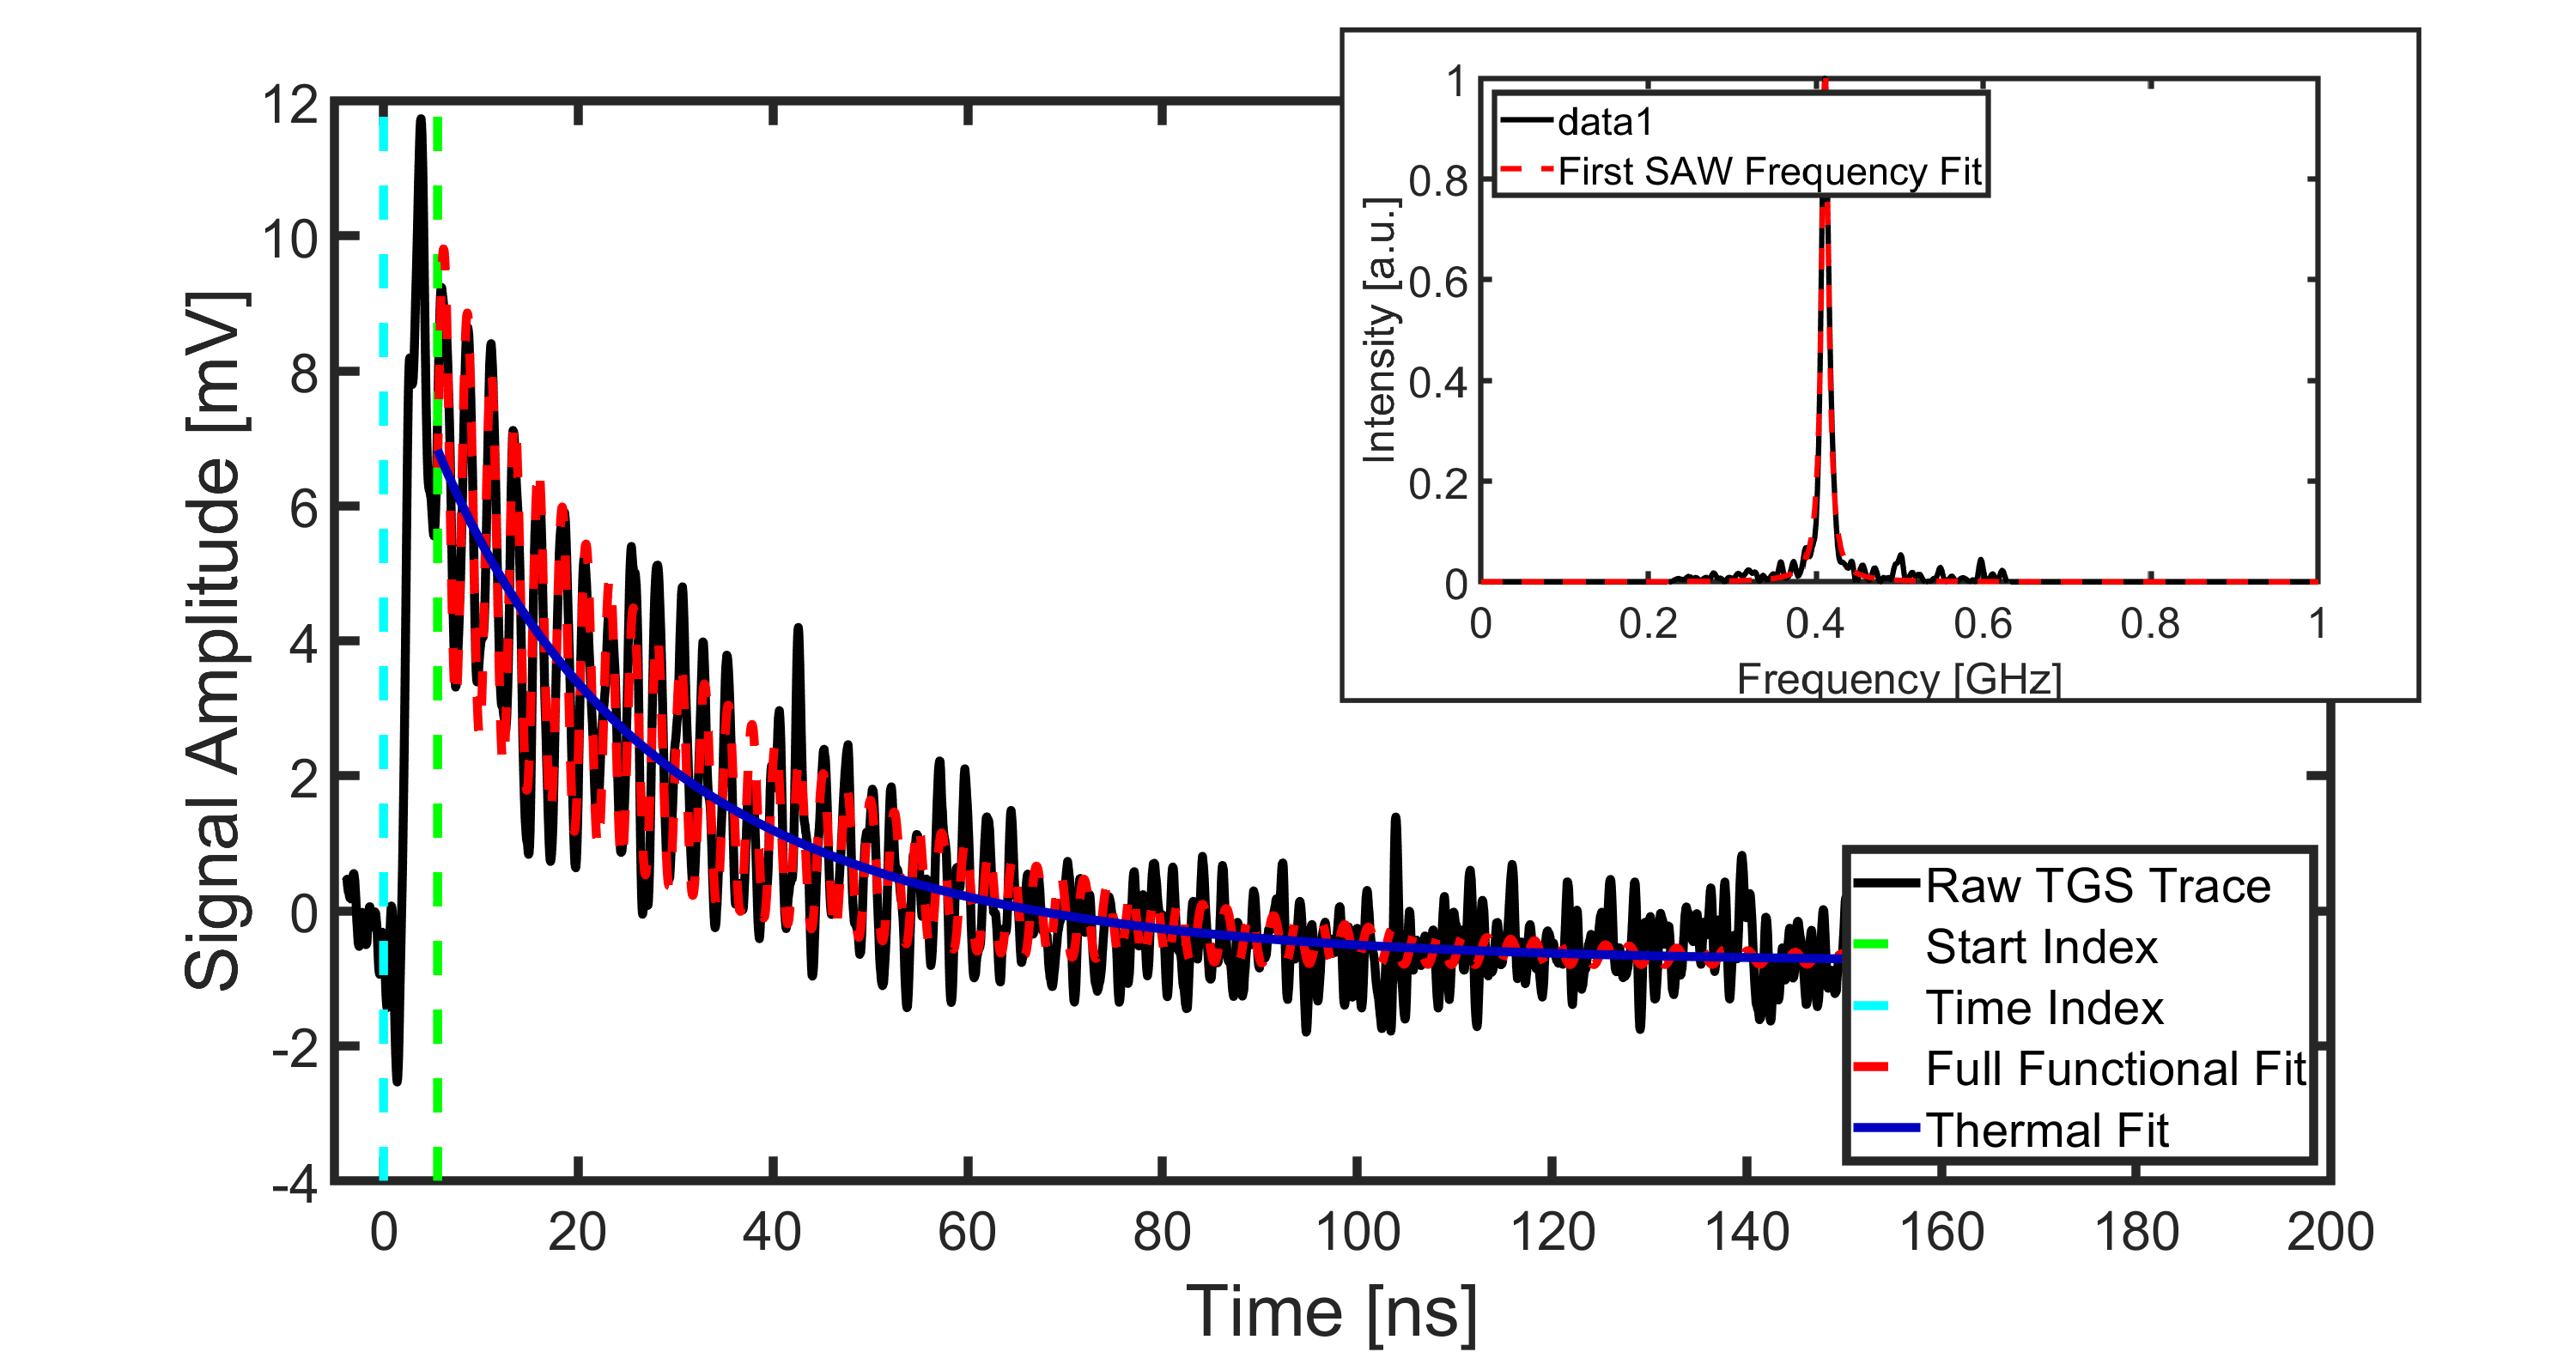 12
10
8
6
4
2
0
-2
-4
Signal Amplitude [mV]
0 20 40 60 80 100 120 140 160 180 200
Time [ns]
1
0.8
0.6
0.4
0.2
0
Intensity [a.u.]
data1
First SAW Frequency Fit
0 0.2 0.4 0.6 0.8 1
Frequency [GHz]
Raw TGS Trace
Start Index
Time Index
Full Functional Fit
Thermal Fit